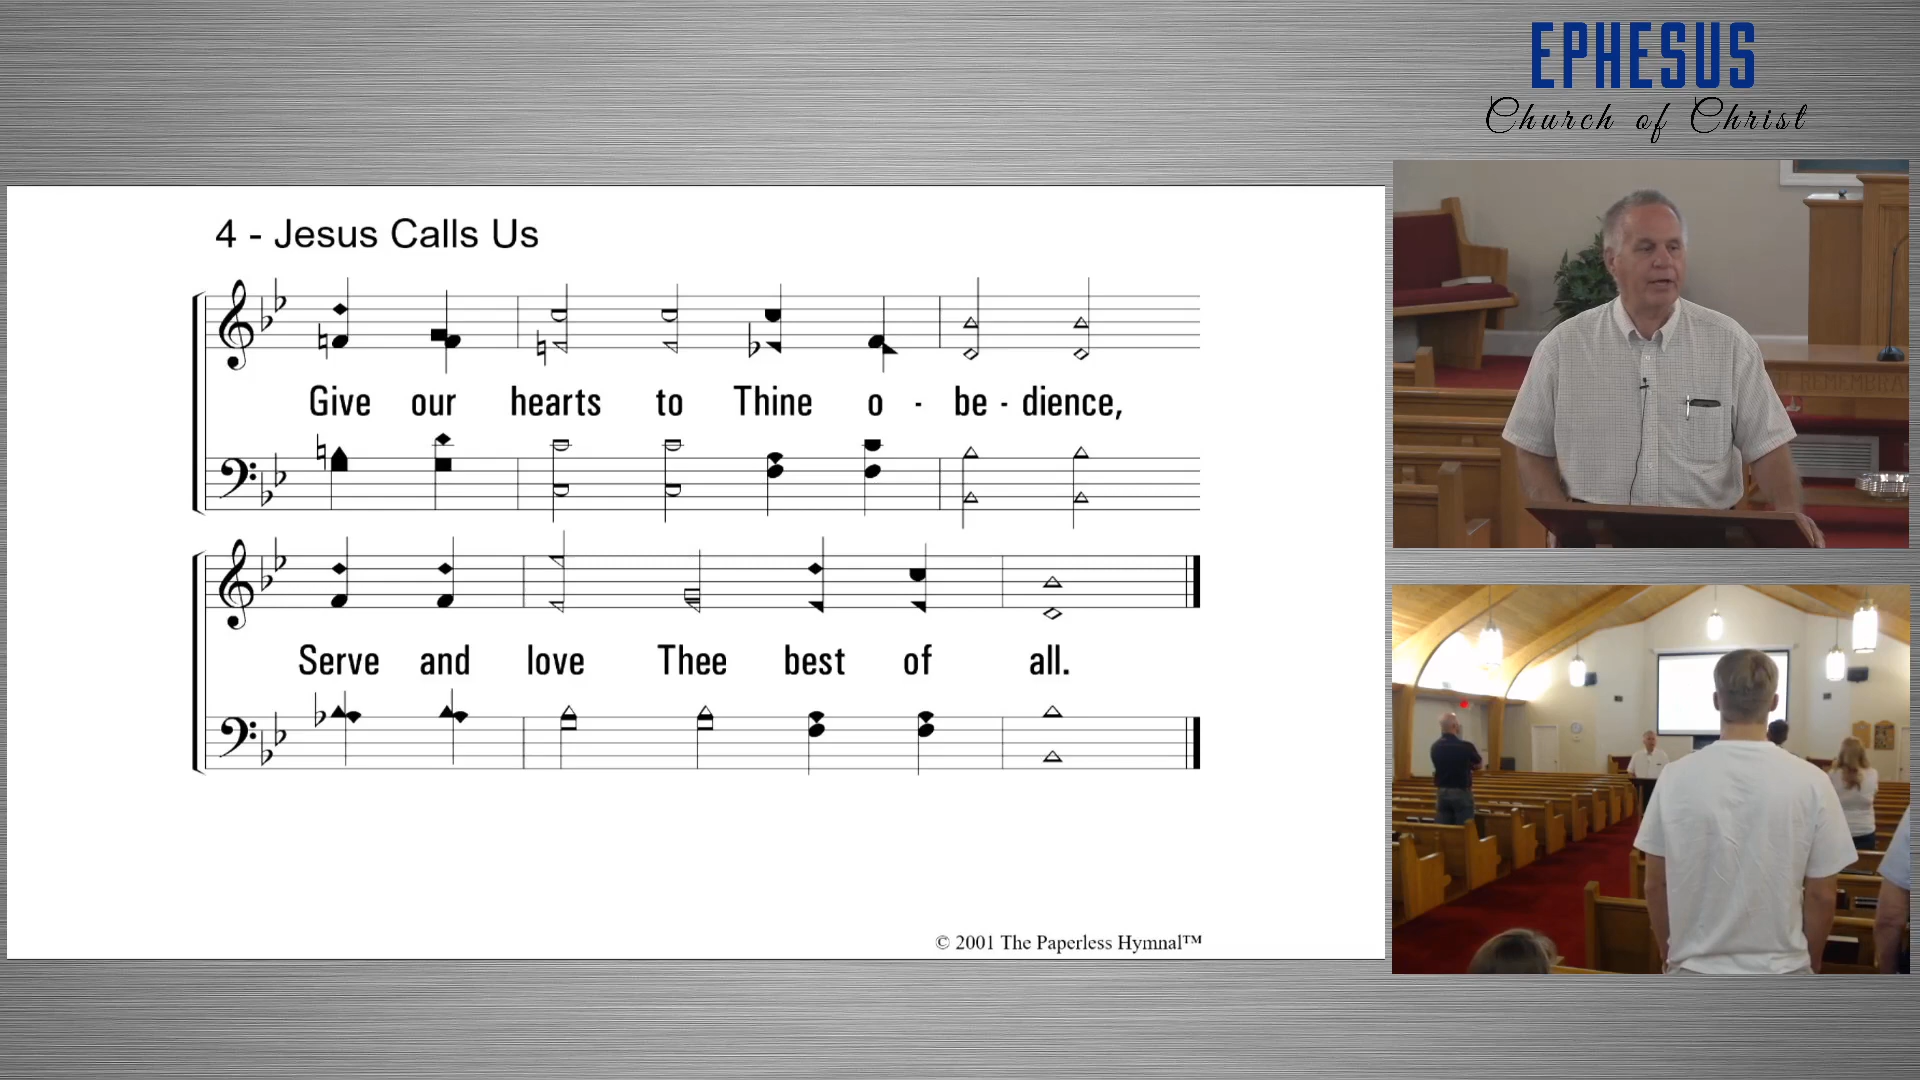 EPHESUS
Church of Christ
4 - Jesus Calls Us
Give our hearts to Thine o - be - dience,
Serve and love Thee best of all.
© 2001 The Paperless Hymnal™